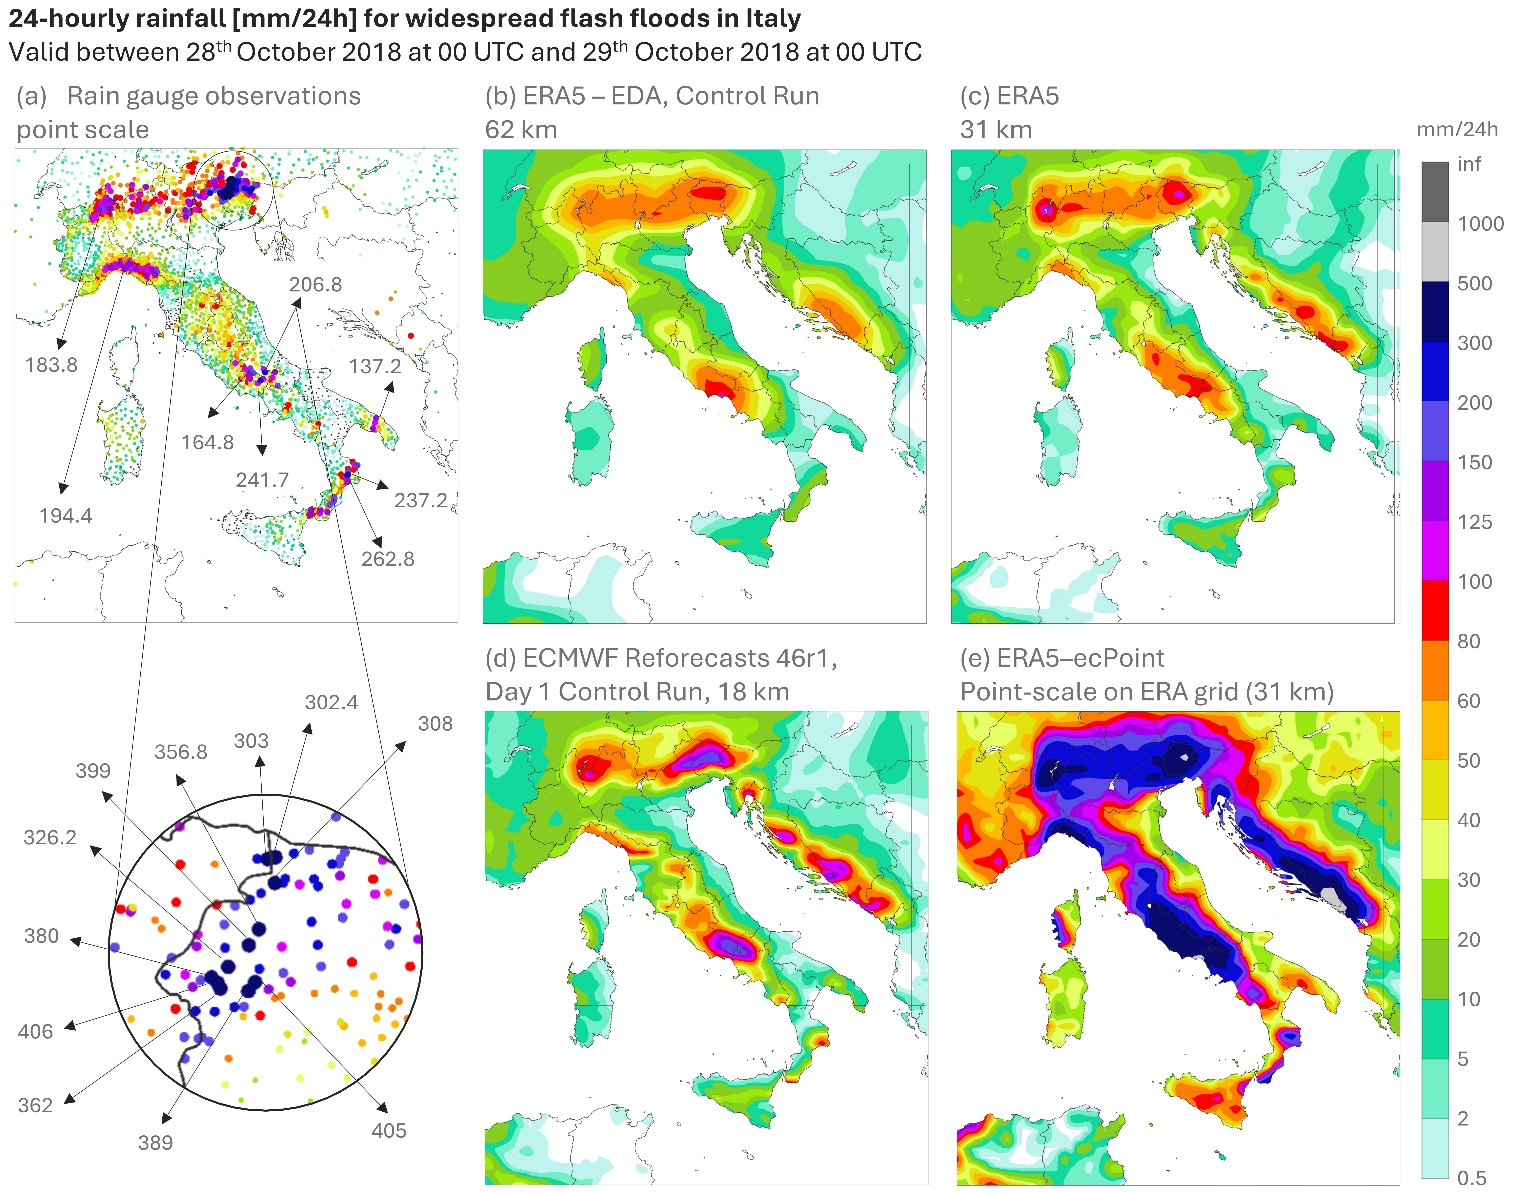 24-hourly rainfall [mm/24h] for widespread flash floods in Italy
Valid between 28th October 2018 at 00 UTC and 29th October 2018 at 00 UTC
(a) Rain gauge observations
point scale
(b) ERA5 – EDA, Control Run
62 km
(c) ERA5
31 km
mm/24h
inf
1000
500
300
200
150
125
100
80
60
50
40
30
20
10
5
2
0.5
206.8
183.8
137.2
164.8
241.7
237.2
194.4
262.8
(d) ECMWF Reforecasts 46r1,
Day 1 Control Run, 18 km
(e) ERA5–ecPoint
Point-scale on ERA grid (31 km)
302.4
308
303
356.8
399
326.2
380
406
362
389
405